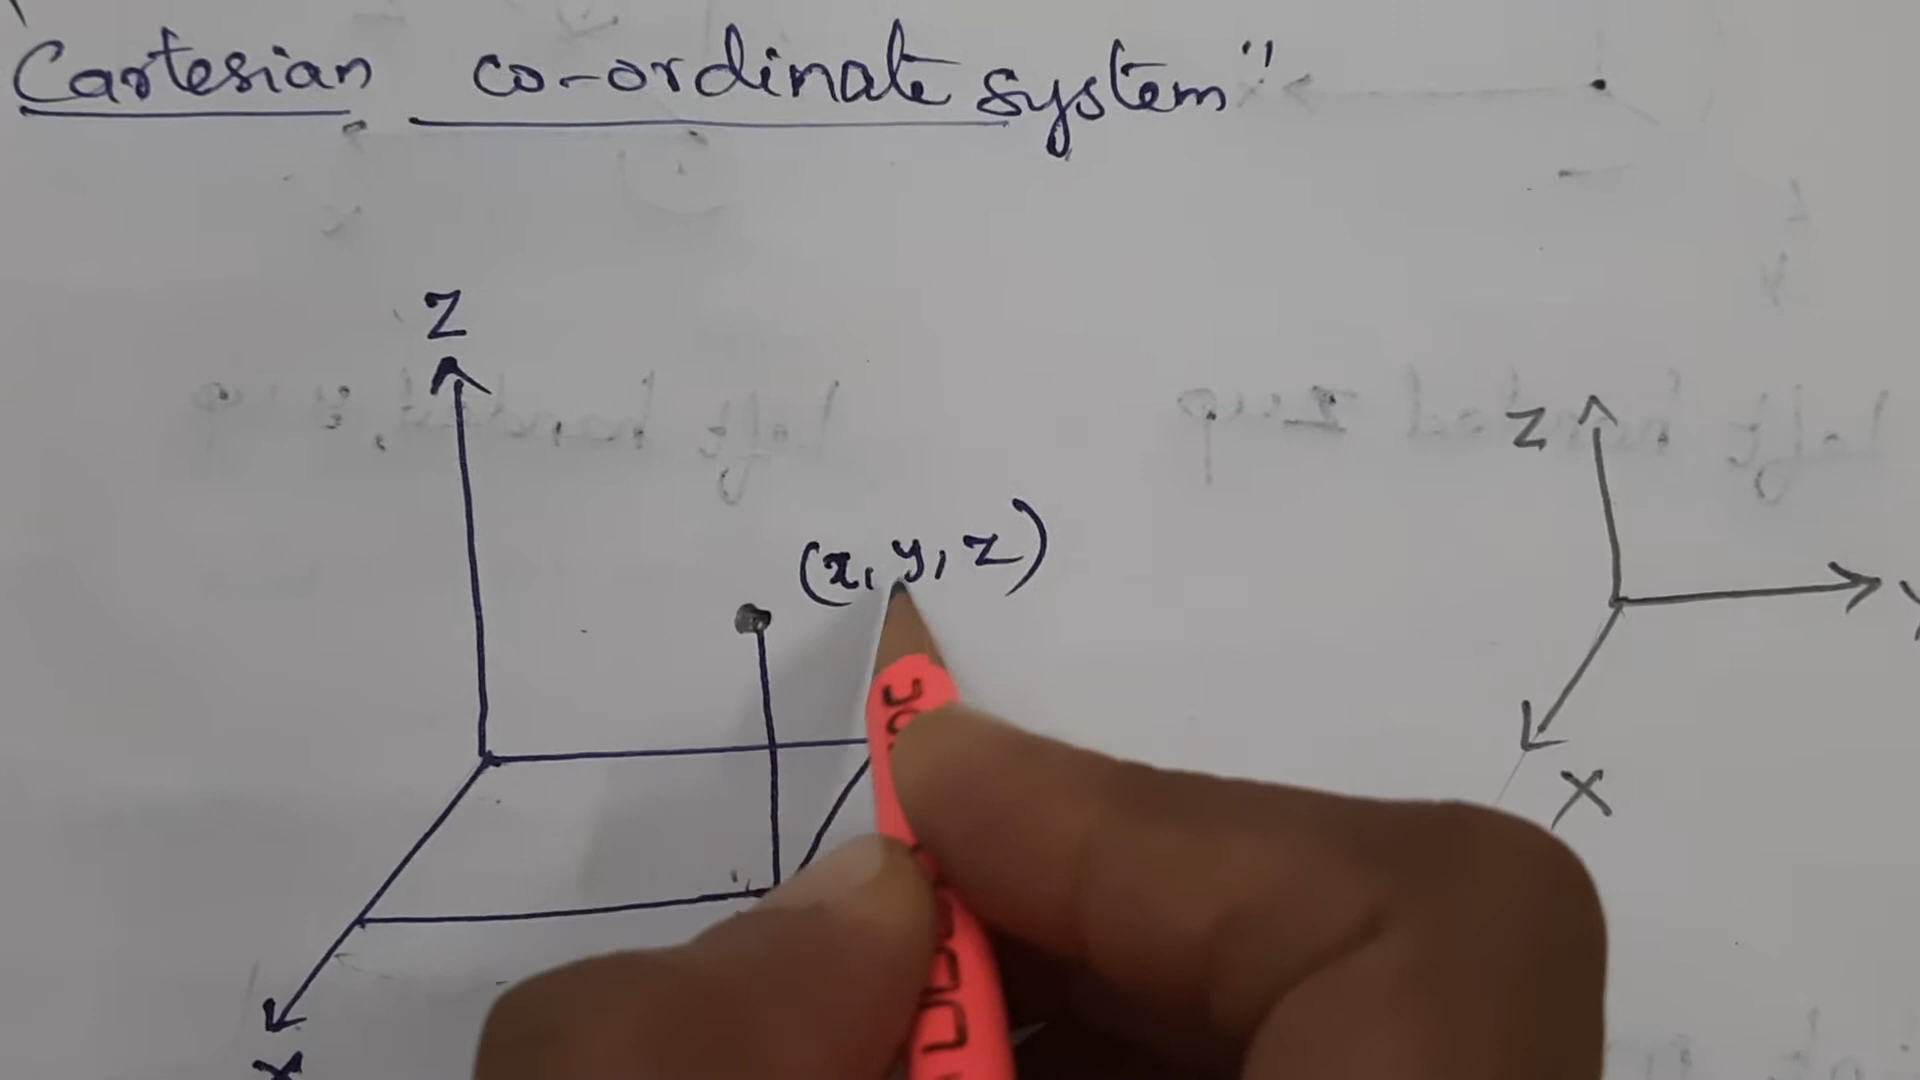 Cartesian co-ordinate system"
Z
(x, y, z)
Z
Y
X
X